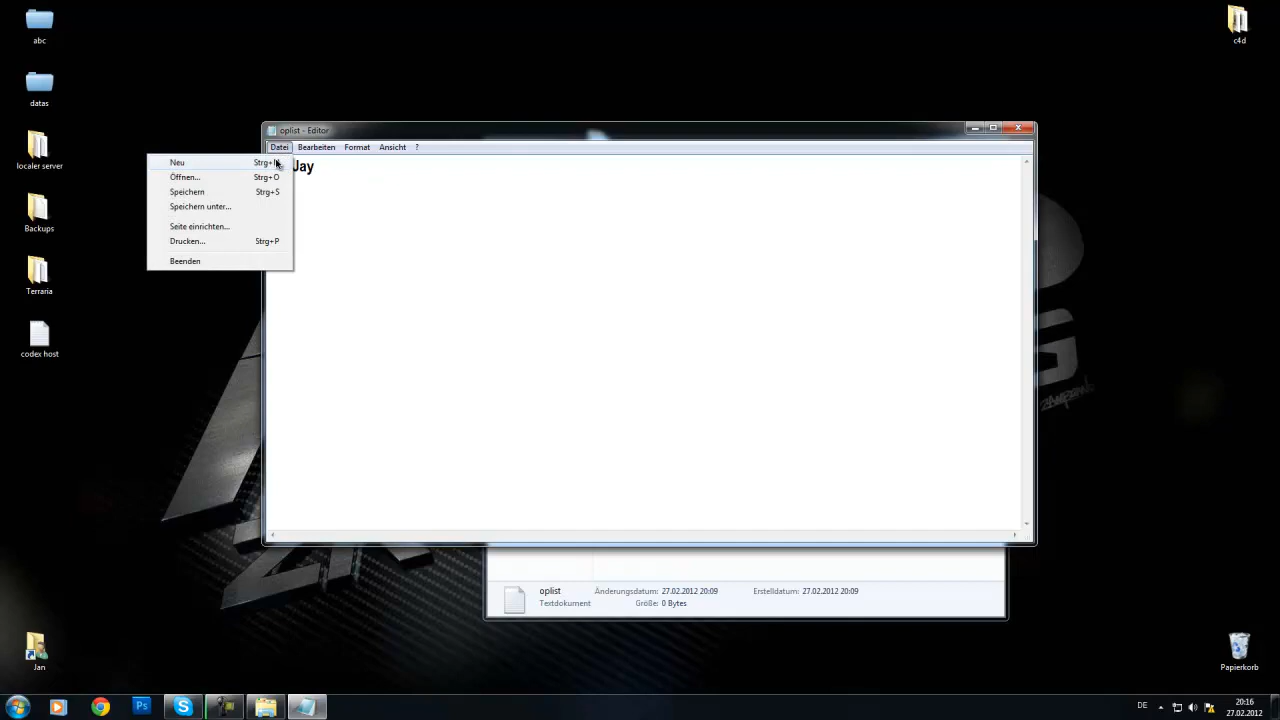 abc
c4d
datas
localer server
Backups
Terraria
codex host
Jan
Papierkorb
oplist - Editor
Datei Bearbeiten Format Ansicht ?
Neu Strg+
Öffnen... Strg+O
Speichern Strg+S
Speichern unter...
Seite einrichten...
Drucken... Strg+P
Beenden
Jay
oplist Änderungsdatum: 27.02.2012 20:09 Erstelldatum: 27.02.2012 20:09
Textdokument Größe: 0 Bytes
Ps
DE
20:16
27.02.2012